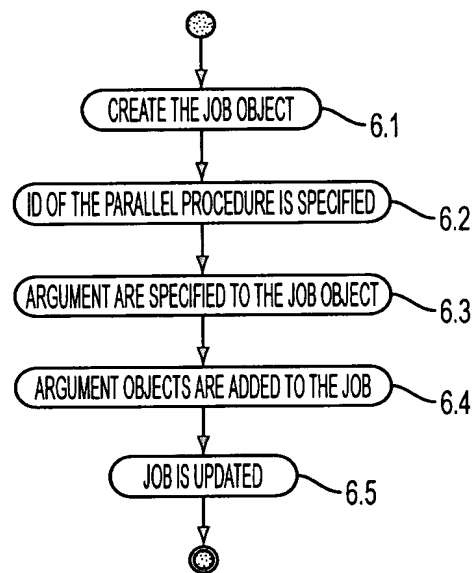 CREATE THE JOB OBJECT
6.1
ID OF THE PARALLEL PROCEDURE IS SPECIFIED
6.2
ARGUMENT ARE SPECIFIED TO THE JOB OBJECT
6.3
ARGUMENT OBJECTS ARE ADDED TO THE JOB
6.4
JOB IS UPDATED
6.5